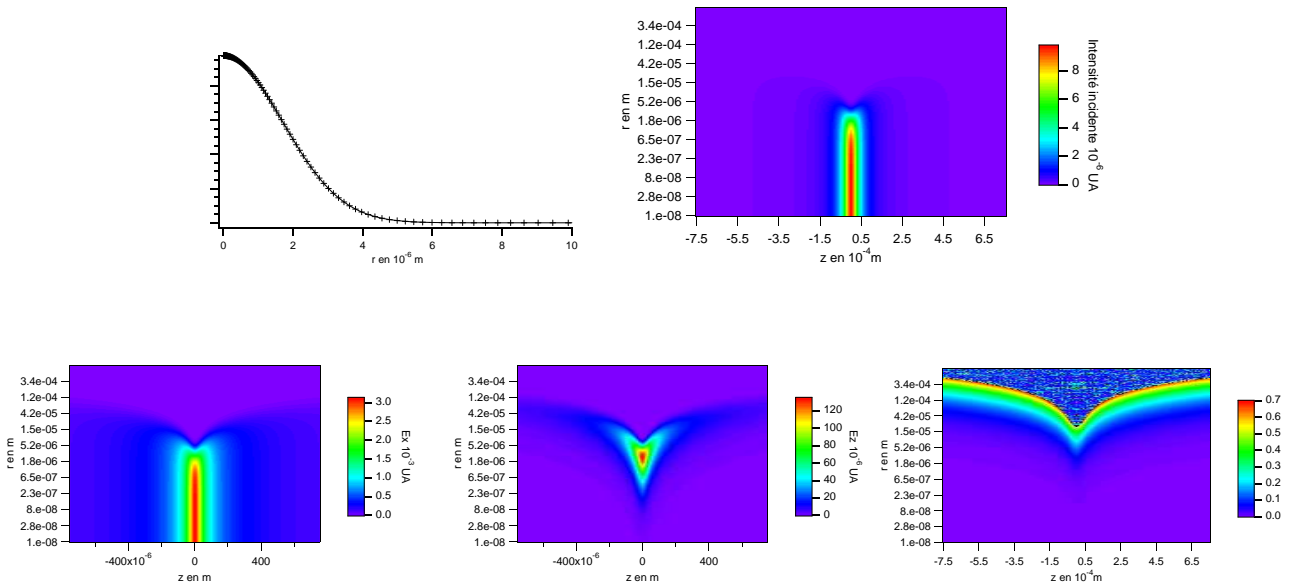 0 2 4 6 8 10
r en 10⁻⁶ m
3.4e-04
1.2e-04
4.2e-05
1.5e-05
5.2e-06
1.8e-06
6.5e-07
2.3e-07
8.e-08
2.8e-08
1.e-08
r en m
-7.5 -5.5 -3.5 -1.5 0.5 2.5 4.5 6.5
z en 10⁻⁴m
8
6
4
2
0
Intensité incidente 10⁻⁶ UA
3.4e-04
1.2e-04
4.2e-05
1.5e-05
5.2e-06
1.8e-06
6.5e-07
2.3e-07
8.e-08
2.8e-08
1.e-08
r en m
-400x10⁻⁶ 0 400
z en m
3.0
2.5
2.0
1.5
1.0
0.5
0.0
Ex 10⁻³ UA
3.4e-04
1.2e-04
4.2e-05
1.5e-05
5.2e-06
1.8e-06
6.5e-07
2.3e-07
8.e-08
2.8e-08
1.e-08
r en m
-400x10⁻⁶ 0 400
z en m
120
100
80
60
40
20
0
Ez 10⁻⁶ UA
3.4e-04
1.2e-04
4.2e-05
1.5e-05
5.2e-06
1.8e-06
6.5e-07
2.3e-07
8.e-08
2.8e-08
1.e-08
r en m
-7.5 -5.5 -3.5 -1.5 0.5 2.5 4.5 6.5
z en 10⁻⁴m
0.7
0.6
0.5
0.4
0.3
0.2
0.1
0.0